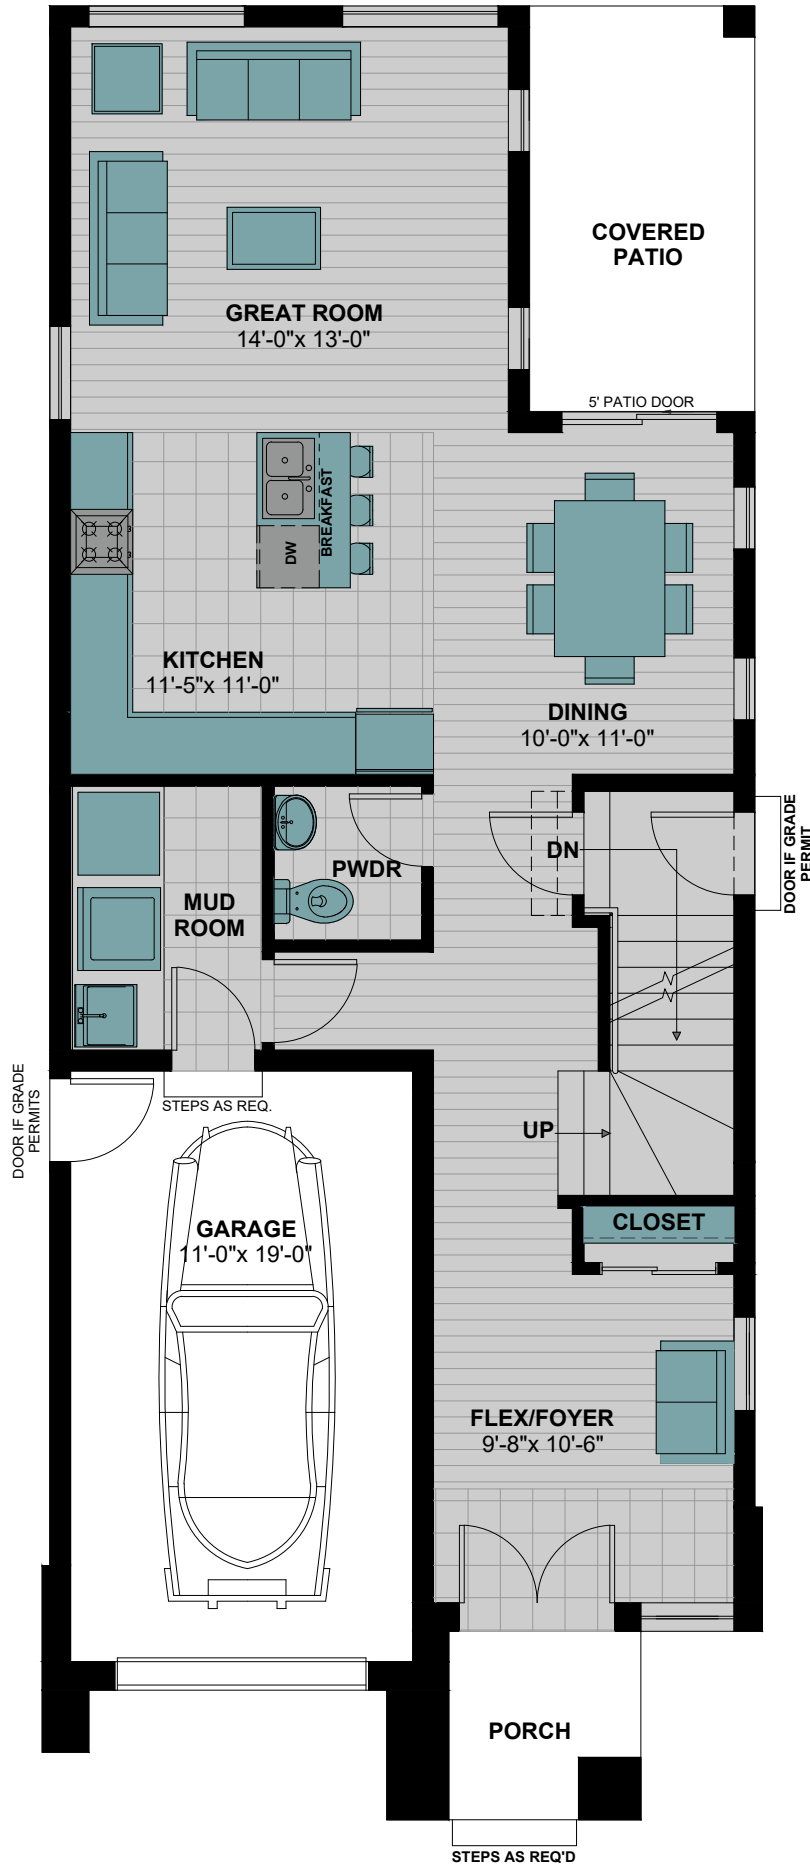 COVERED
PATIO
GREAT ROOM
14'-0"x 13'-0"
5' PATIO DOOR
BREAKFAST
DW
KITCHEN
11'-5"x 11'-0"
DINING
10'-0"x 11'-0"
DOOR IF GRADE
PERMIT
DN
PWDR
MUD
ROOM
DOOR IF GRADE
PERMITS
STEPS AS REQ.
UP
GARAGE
11'-0"x 19'-0"
CLOSET
FLEX/FOYER
9'-8"x 10'-6"
PORCH
STEPS AS REQ'D